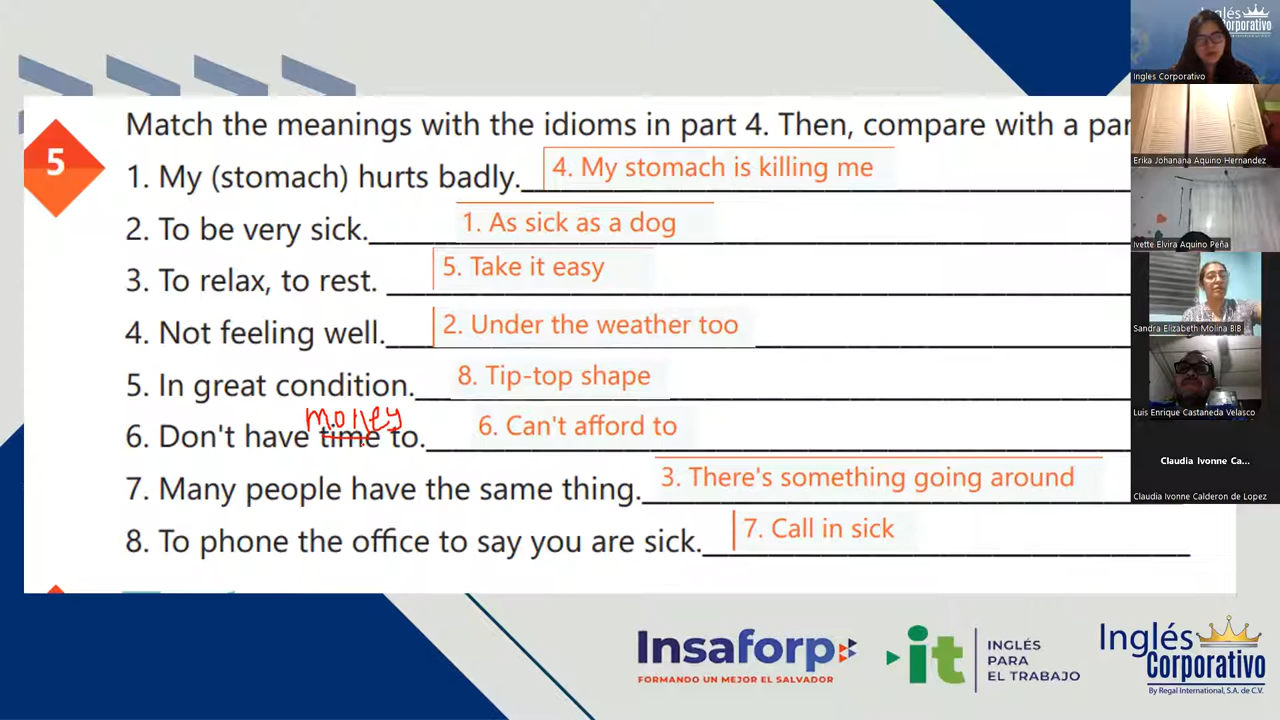 5
Match the meanings with the idioms in part 4. Then, compare with a par
1. My (stomach) hurts badly. 4. My stomach is killing me
2. To be very sick. 1. As sick as a dog
3. To relax, to rest. 5. Take it easy
4. Not feeling well. 2. Under the weather too
5. In great condition. 8. Tip-top shape
money
6. Don't have time to. 6. Can't afford to
7. Many people have the same thing. 3. There's something going around
8. To phone the office to say you are sick. 7. Call in sick
Inglés
Corporativo
Ingles Corporativo
Erika Johanana Aquino Hernandez
Ivette Elvira Aquino Peña
Sandra Elizabeth Molina BIB
Luis Enrique Castaneda Velasco
Claudia Ivonne Ca...
Claudia Ivonne Calderon de Lopez
Insaforp
FORMANDO UN MEJOR EL SALVADOR
it
INGLÉS
PARA
EL TRABAJO
Inglés
Corporativo
By Regal International, S.A. de C.V.